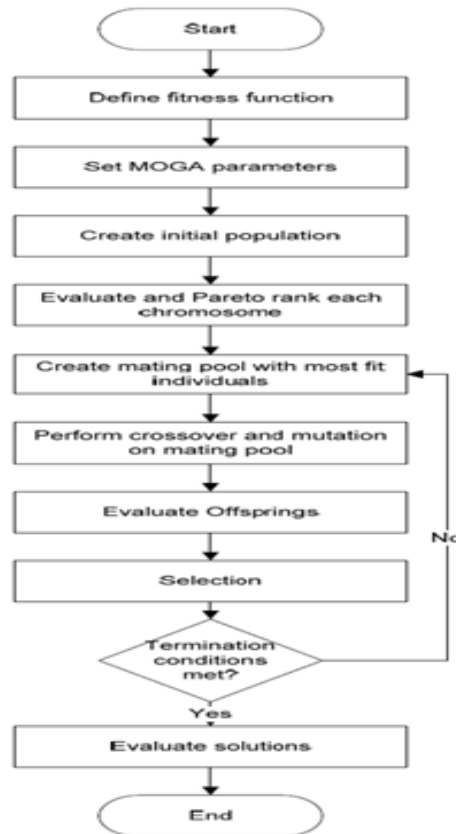 Start
Define fitness function
Set MOGA parameters
Create initial population
Evaluate and Pareto rank each
chromosome
Create mating pool with most fit
individuals
Perform crossover and mutation
on mating pool
Evaluate Offsprings
Selection
Termination
conditions
met?
No
Yes
Evaluate solutions
End